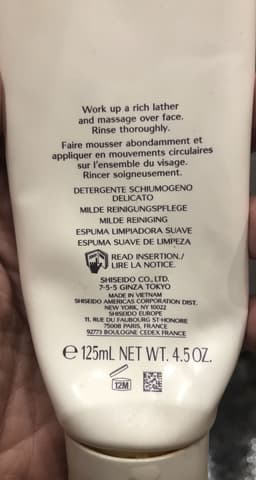 Work up a rich lather
and massage over face.
Rinse thoroughly.
Faire mousser abondamment et
appliquer en mouvements circulaires
sur l'ensemble du visage.
Rincer soigneusement.
DETERGENTE SCHIUMOGENO
DELICATO
MILDE REINIGUNGSPFLEGE
MILDE REINIGING
ESPUMA LIMPIADORA SUAVE
ESPUMA SUAVE DE LIMPEZA
READ INSERTION./
LIRE LA NOTICE.
SHISEIDO CO., LTD.
7-5-5 GINZA TOKYO
MADE IN VIETNAM
SHISEIDO AMERICAS CORPORATION DIST.
NEW YORK, NY 10022
SHISEIDO EUROPE
11, RUE DU FAUBOURG ST-HONORE
75008 PARIS, FRANCE
92773 BOULOGNE CEDEX FRANCE
℮ 125mL NET WT. 4.5 OZ.
12M